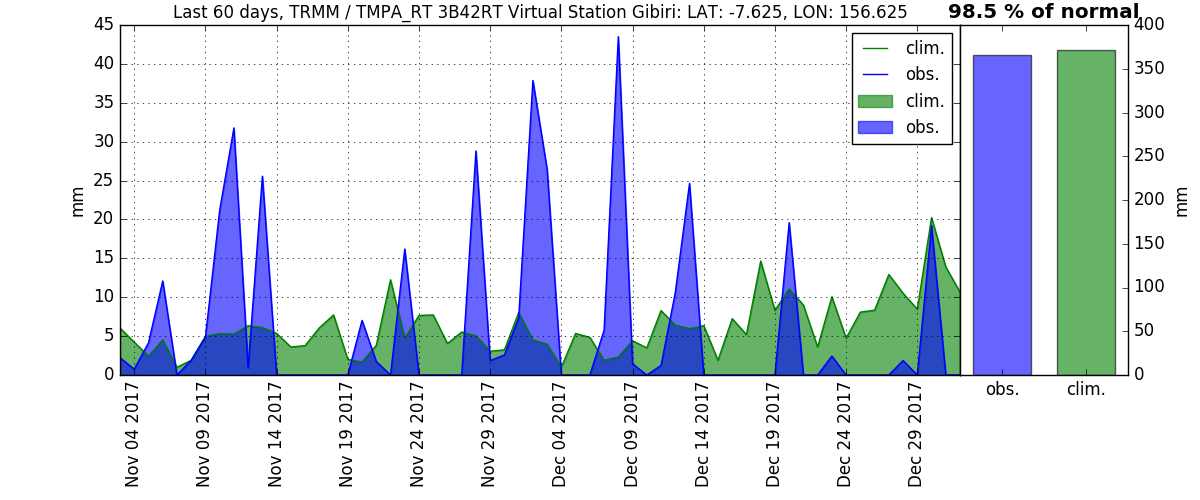 Last 60 days, TRMM / TMPA_RT 3B42RT Virtual Station Gibiri: LAT: -7.625, LON: 156.625
98.5 % of normal
45
40
35
30
25
20
15
10
5
0
mm
clim.
obs.
clim.
obs.
400
350
300
250
200
150
100
50
0
mm
obs.
clim.
Nov 04 2017
Nov 09 2017
Nov 14 2017
Nov 19 2017
Nov 24 2017
Nov 29 2017
Dec 04 2017
Dec 09 2017
Dec 14 2017
Dec 19 2017
Dec 24 2017
Dec 29 2017